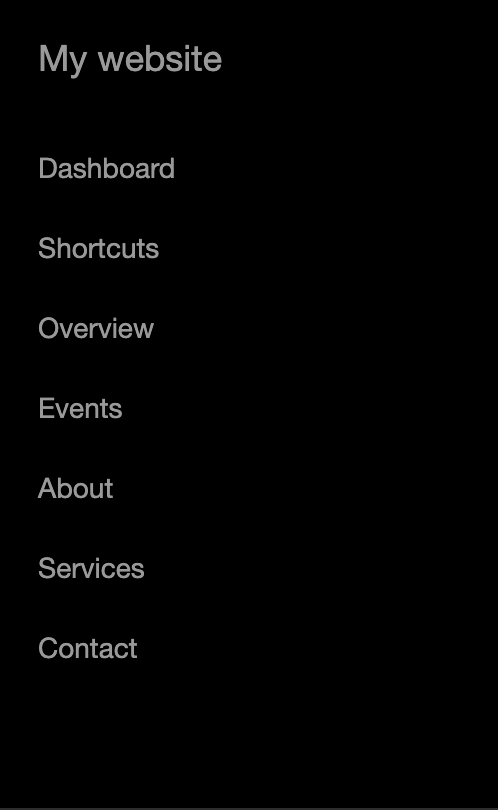 My website
Dashboard
Shortcuts
Overview
Events
About
Services
Contact